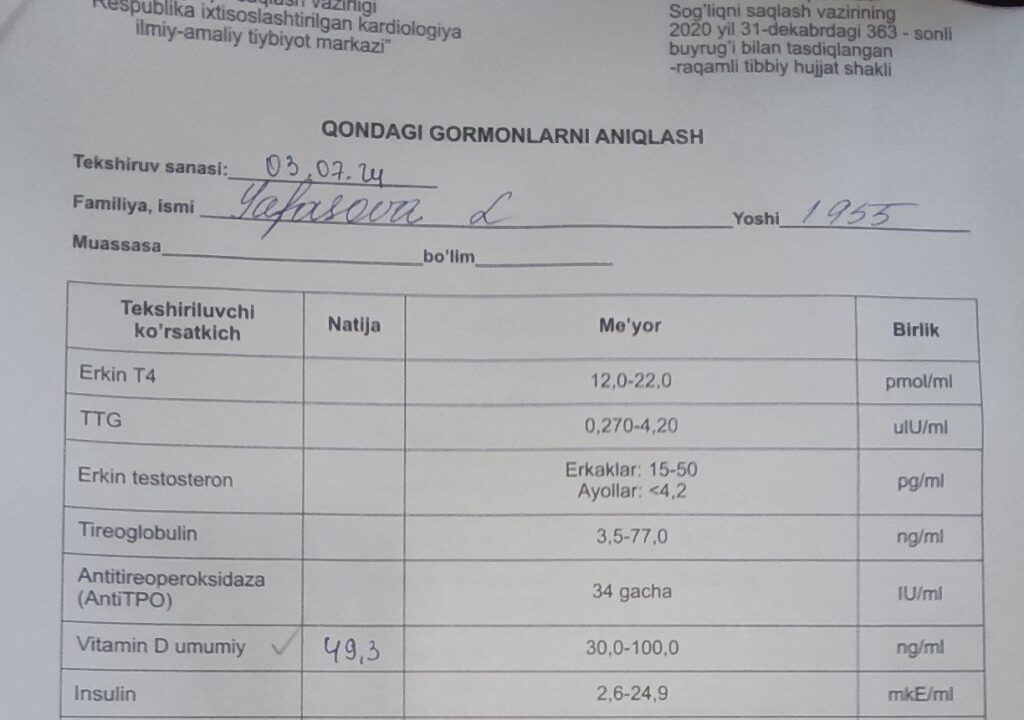 saqlash vazirligi
Respublika ixtisoslashtirilgan kardiologiya
ilmiy-amaliy tiybiyot markazi"
Sog'liqni saqlash vazirining
2020 yil 31-dekabrdagi 363 - sonli
buyrug'i bilan tasdiqlangan
-raqamli tibbiy hujjat shakli
QONDAGI GORMONLARNI ANIQLASH
Tekshiruv sanasi: 03.07.24
Familiya, ismi Yafasova L Yoshi 1955
Muassasa bo'lim
Tekshiriluvchi ko'rsatkich Natija Me'yor Birlik
Erkin T4 12,0-22,0 pmol/ml
TTG 0,270-4,20 uIU/ml
Erkin testosteron Erkaklar: 15-50 Ayollar: <4,2 pg/ml
Tireoglobulin 3,5-77,0 ng/ml
Antitireoperoksidaza (AntiTPO) 34 gacha IU/ml
Vitamin D umumiy ✓ 49,3 30,0-100,0 ng/ml
Insulin 2,6-24,9 mkE/ml